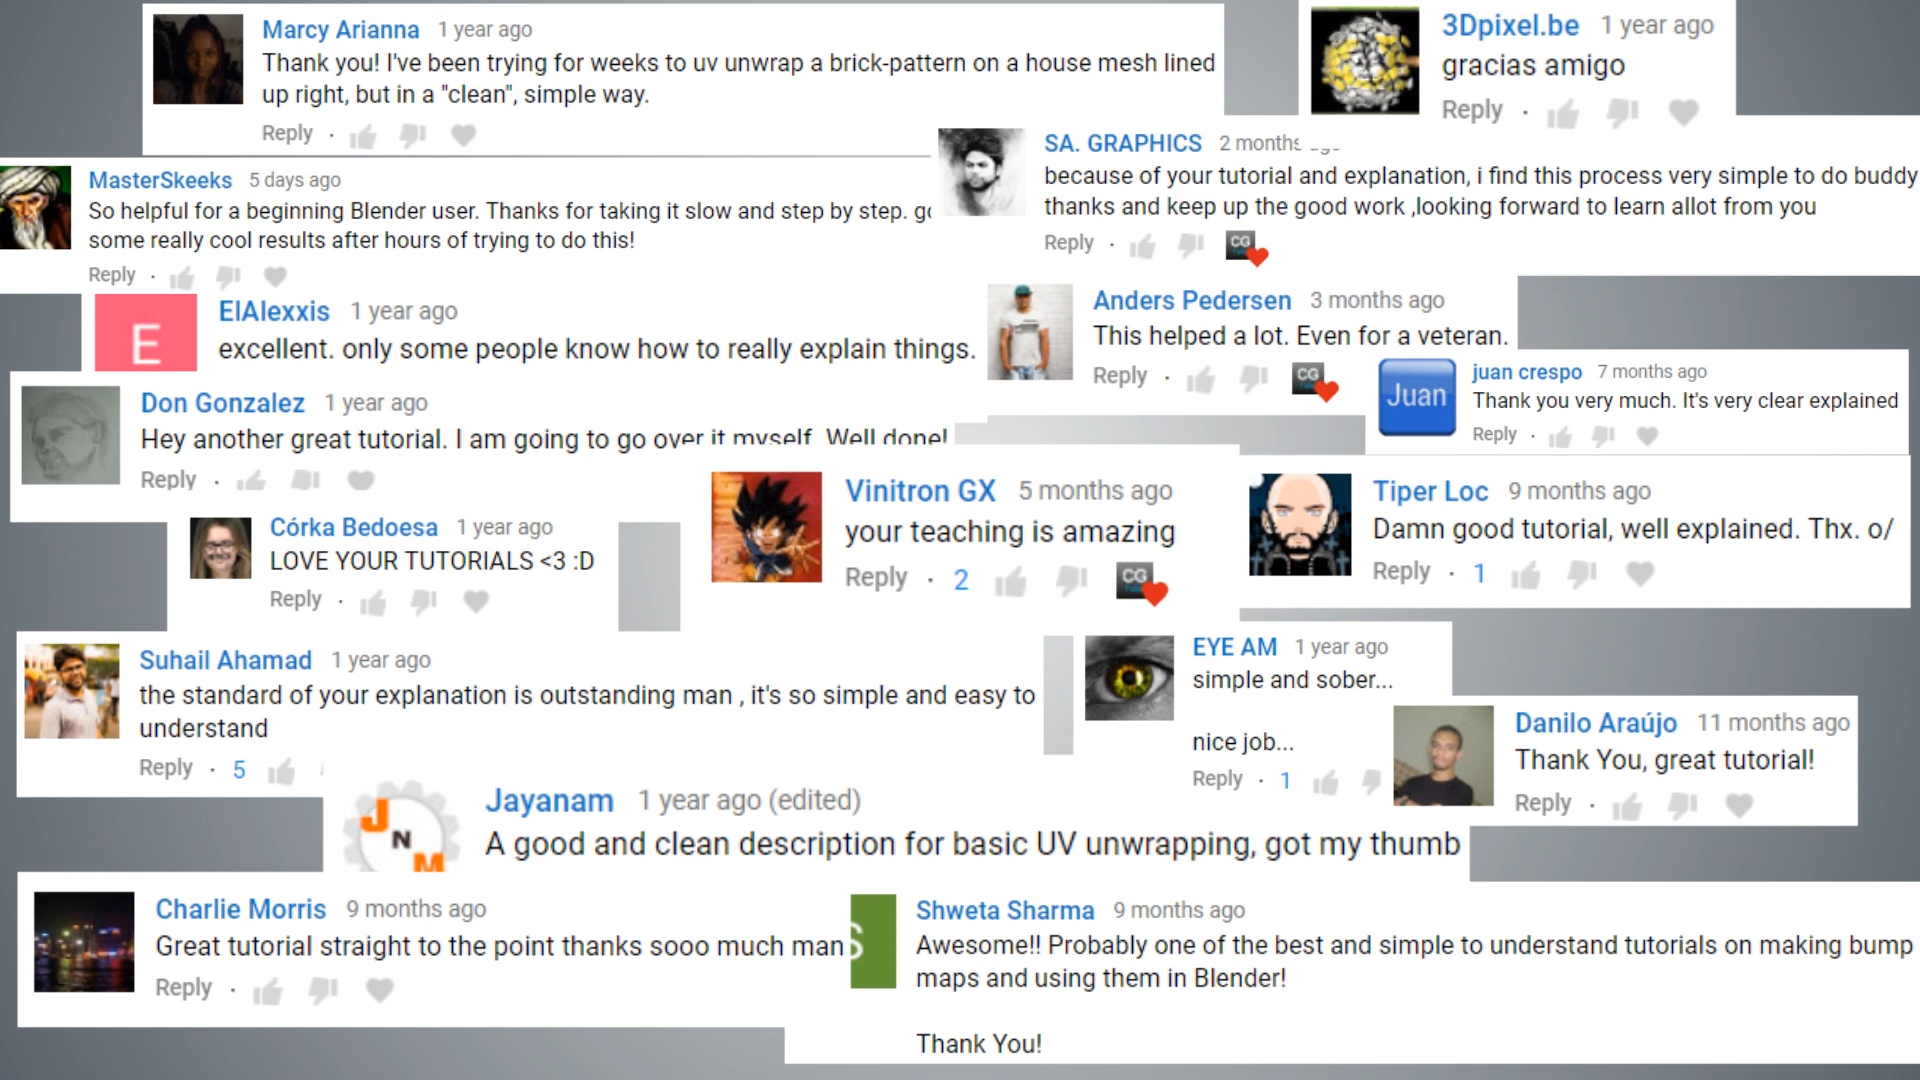 Marcy Arianna 1 year ago
Thank you! I've been trying for weeks to uv unwrap a brick-pattern on a house mesh lined
up right, but in a "clean", simple way.
Reply ·
3Dpixel.be 1 year ago
gracias amigo
Reply ·
SA. GRAPHICS 2 months
because of your tutorial and explanation, i find this process very simple to do buddy
thanks and keep up the good work ,looking forward to learn allot from you
Reply ·
CG
MasterSkeeks 5 days ago
So helpful for a beginning Blender user. Thanks for taking it slow and step by step.
some really cool results after hours of trying to do this!
Reply ·
E
ElAlexxis 1 year ago
excellent. only some people know how to really explain things.
Anders Pedersen 3 months ago
This helped a lot. Even for a veteran.
Reply ·
CG
Juan
juan crespo 7 months ago
Thank you very much. It's very clear explained
Reply ·
Don Gonzalez 1 year ago
Hey another great tutorial. I am going to go over it myself. Well done!
Reply ·
Córka Bedoesa 1 year ago
LOVE YOUR TUTORIALS <3 :D
Reply ·
Vinitron GX 5 months ago
your teaching is amazing
Reply · 2
CG
Tiper Loc 9 months ago
Damn good tutorial, well explained. Thx. o/
Reply · 1
Suhail Ahamad 1 year ago
the standard of your explanation is outstanding man , it's so simple and easy to
understand
Reply · 5
EYE AM 1 year ago
simple and sober...
nice job...
Reply · 1
Danilo Araújo 11 months ago
Thank You, great tutorial!
Reply ·
J N M
Jayanam 1 year ago (edited)
A good and clean description for basic UV unwrapping, got my thumb
Charlie Morris 9 months ago
Great tutorial straight to the point thanks sooo much man
Reply ·
S
Shweta Sharma 9 months ago
Awesome!! Probably one of the best and simple to understand tutorials on making bump
maps and using them in Blender!
Thank You!